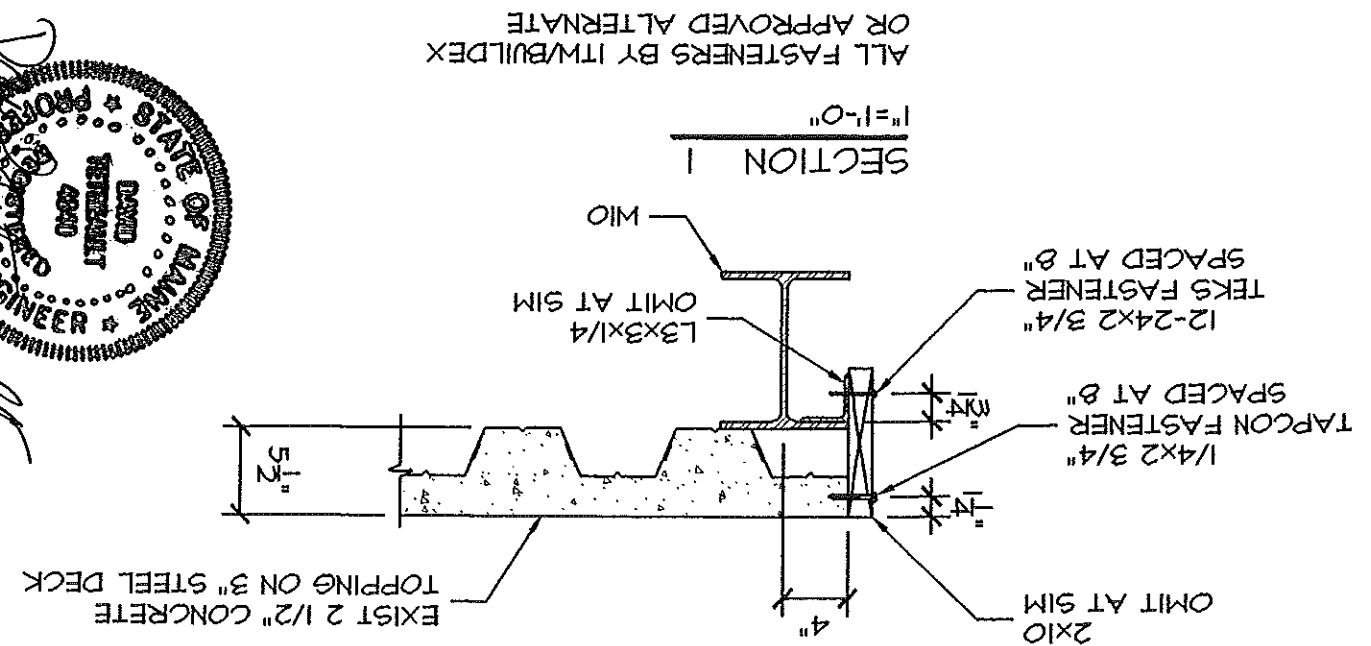 2x10
OMIT AT SIM
4"
EXIST 2 1/2" CONCRETE
TOPPING ON 3" STEEL DECK
1 1/4"
5 1/2"
1/4x2 3/4"
TAPCON FASTENER
SPACED AT 8"
1 3/4"
12-24x2 3/4"
TEKS FASTENER
SPACED AT 8"
L3x3x1/4
OMIT AT SIM
W10
SECTION 1
1"=1'-0"
ALL FASTENERS BY ITW/BUILDEX
OR APPROVED ALTERNATE
STATE OF MAINE
DAVID
4840